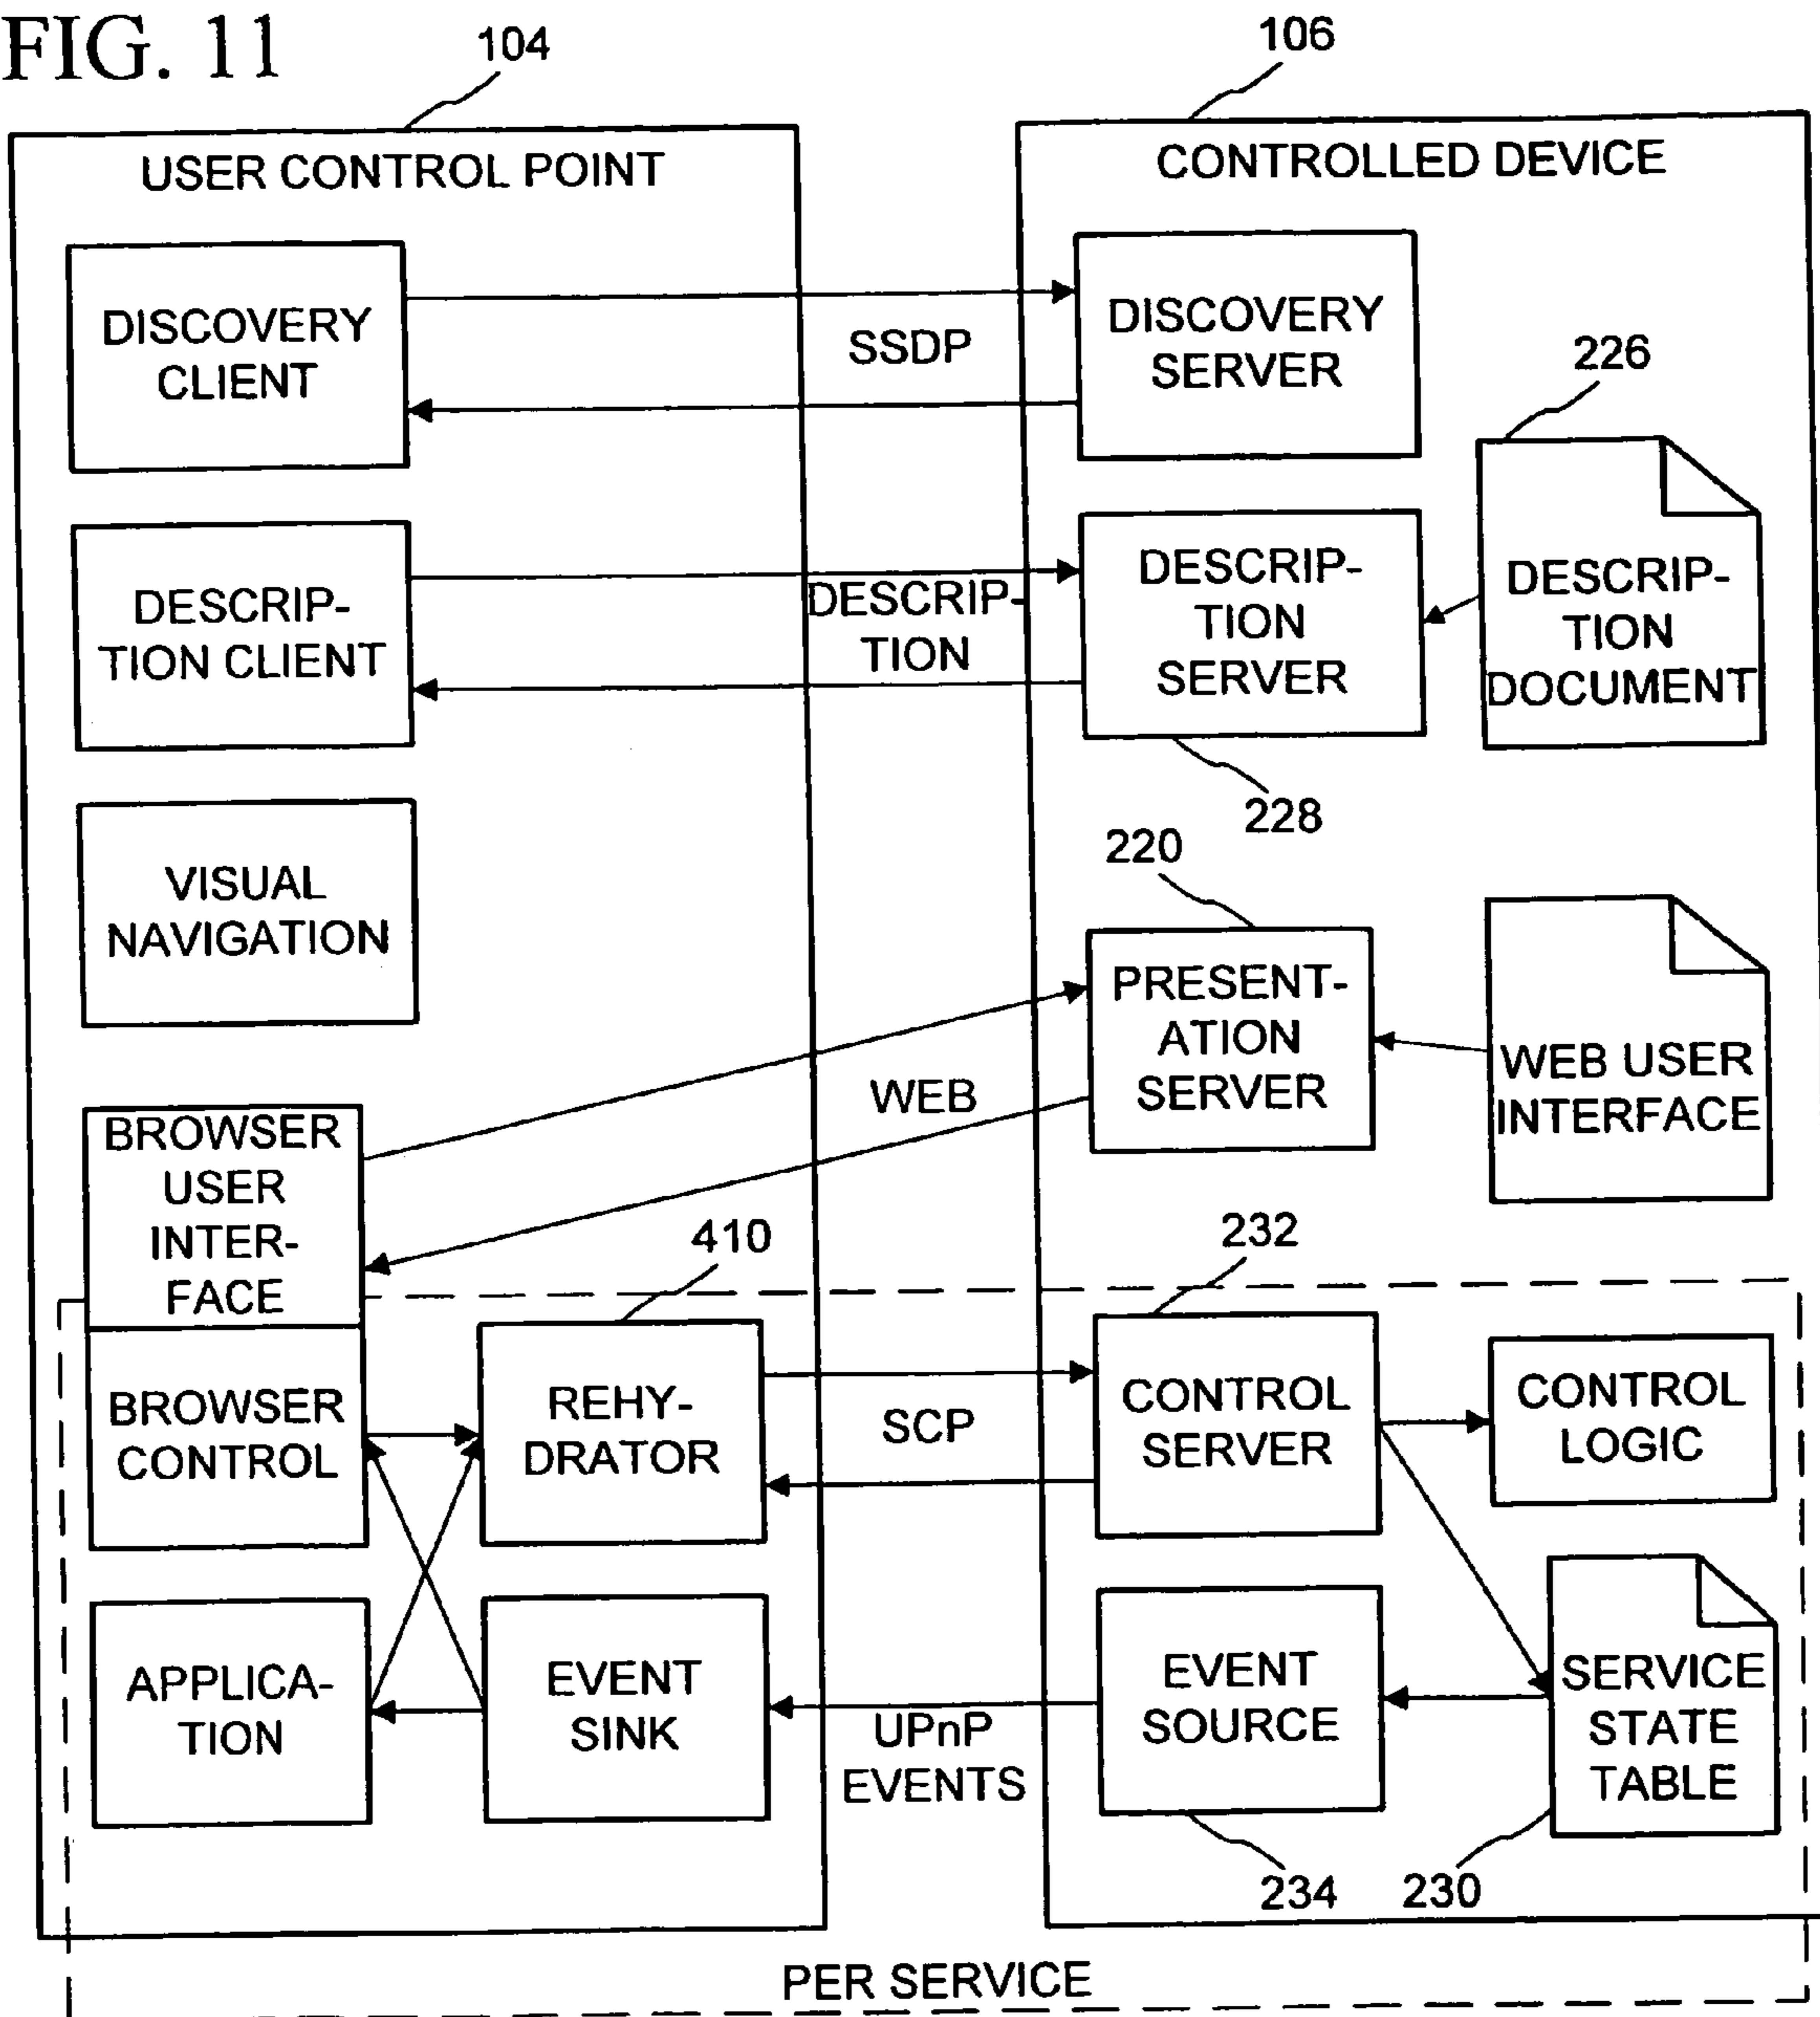 FIG. 11
104
106
USER CONTROL POINT
CONTROLLED DEVICE
DISCOVERY
CLIENT
SSDP
DISCOVERY
SERVER
226
DESCRIP-
TION CLIENT
DESCRIP-
TION
DESCRIP-
TION
SERVER
DESCRIP-
TION
DOCUMENT
228
VISUAL
NAVIGATION
220
PRESENT-
ATION
SERVER
WEB USER
INTERFACE
WEB
BROWSER
USER
INTER-
FACE
410
232
BROWSER
CONTROL
REHY-
DRATOR
SCP
CONTROL
SERVER
CONTROL
LOGIC
APPLICA-
TION
EVENT
SINK
UPnP
EVENTS
EVENT
SOURCE
SERVICE
STATE
TABLE
234
230
PER SERVICE